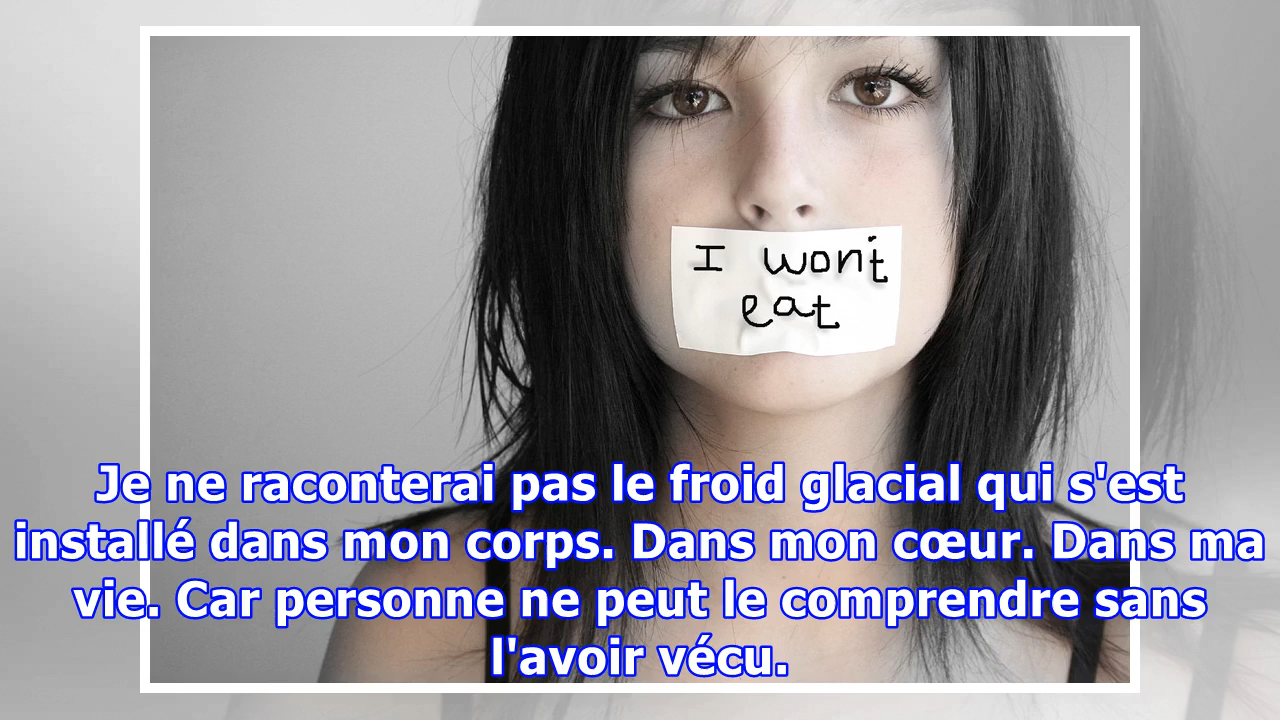 I won't
eat
Je ne raconterai pas le froid glacial qui s'est
installé dans mon corps. Dans mon cœur. Dans ma
vie. Car personne ne peut le comprendre sans
l'avoir vécu.